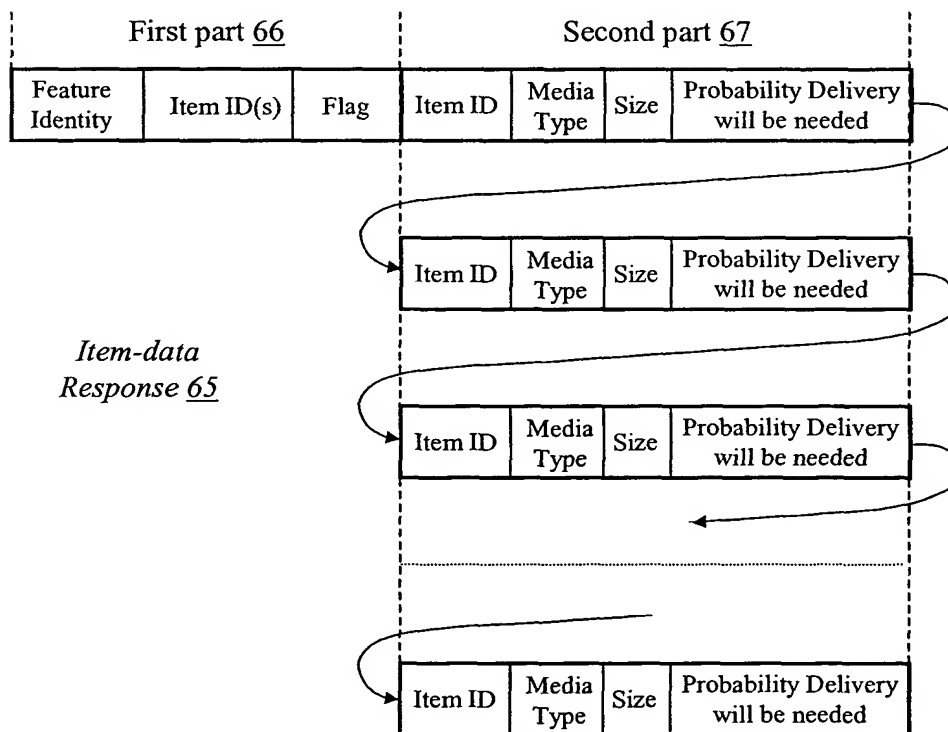 First part 66
Second part 67
Feature Identity
Item ID(s)
Flag
Item ID
Media Type
Size
Probability Delivery will be needed
Item ID
Media Type
Size
Probability Delivery will be needed
Item-data
Response 65
Item ID
Media Type
Size
Probability Delivery will be needed
Item ID
Media Type
Size
Probability Delivery will be needed